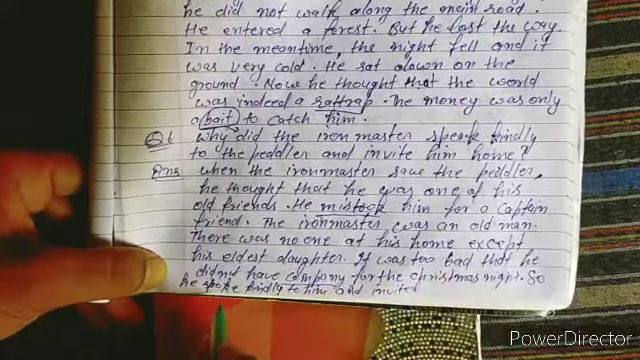 he did not walk along the main road.
He entered a forest. But he lost the way.
In the meantime, the night fell and it
was very cold. He sat down on the
ground. Now he thought that the world
was indeed a rattrap. The money was only
a bait to catch him.
Q6 why did the iron master speak kindly
to the peddler and invite him home?
Ans when the ironmaster saw the peddler,
he thought that he was one of his
old friends. He mistook him for a captain
friend. The ironmaster was an old man.
There was no one at his home except
his eldest daughter. It was too bad that he
did not have company for the christmas night. So
he spoke kindly to him and invited
PowerDirector